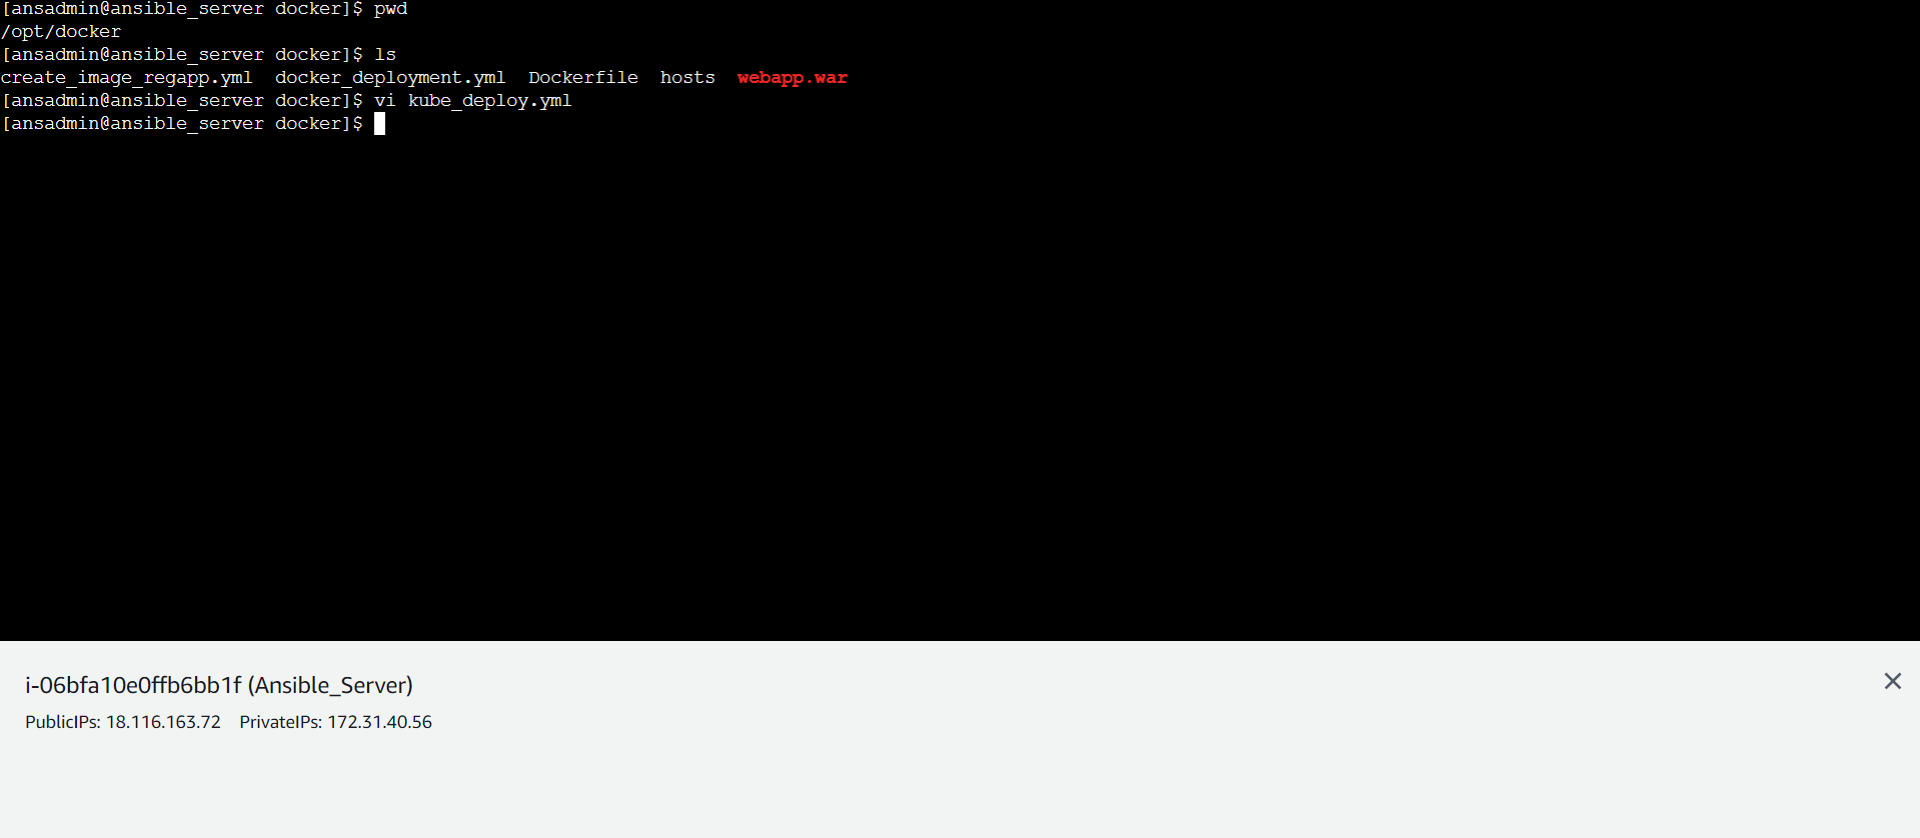 [ansadmin@ansible_server docker]$ pwd
/opt/docker
[ansadmin@ansible_server docker]$ ls
create_image_regapp.yml  docker_deployment.yml  Dockerfile  hosts  webapp.war
[ansadmin@ansible_server docker]$ vi kube_deploy.yml
[ansadmin@ansible_server docker]$
i-06bfa10e0ffb6bb1f (Ansible_Server)
PublicIPs: 18.116.163.72 PrivateIPs: 172.31.40.56